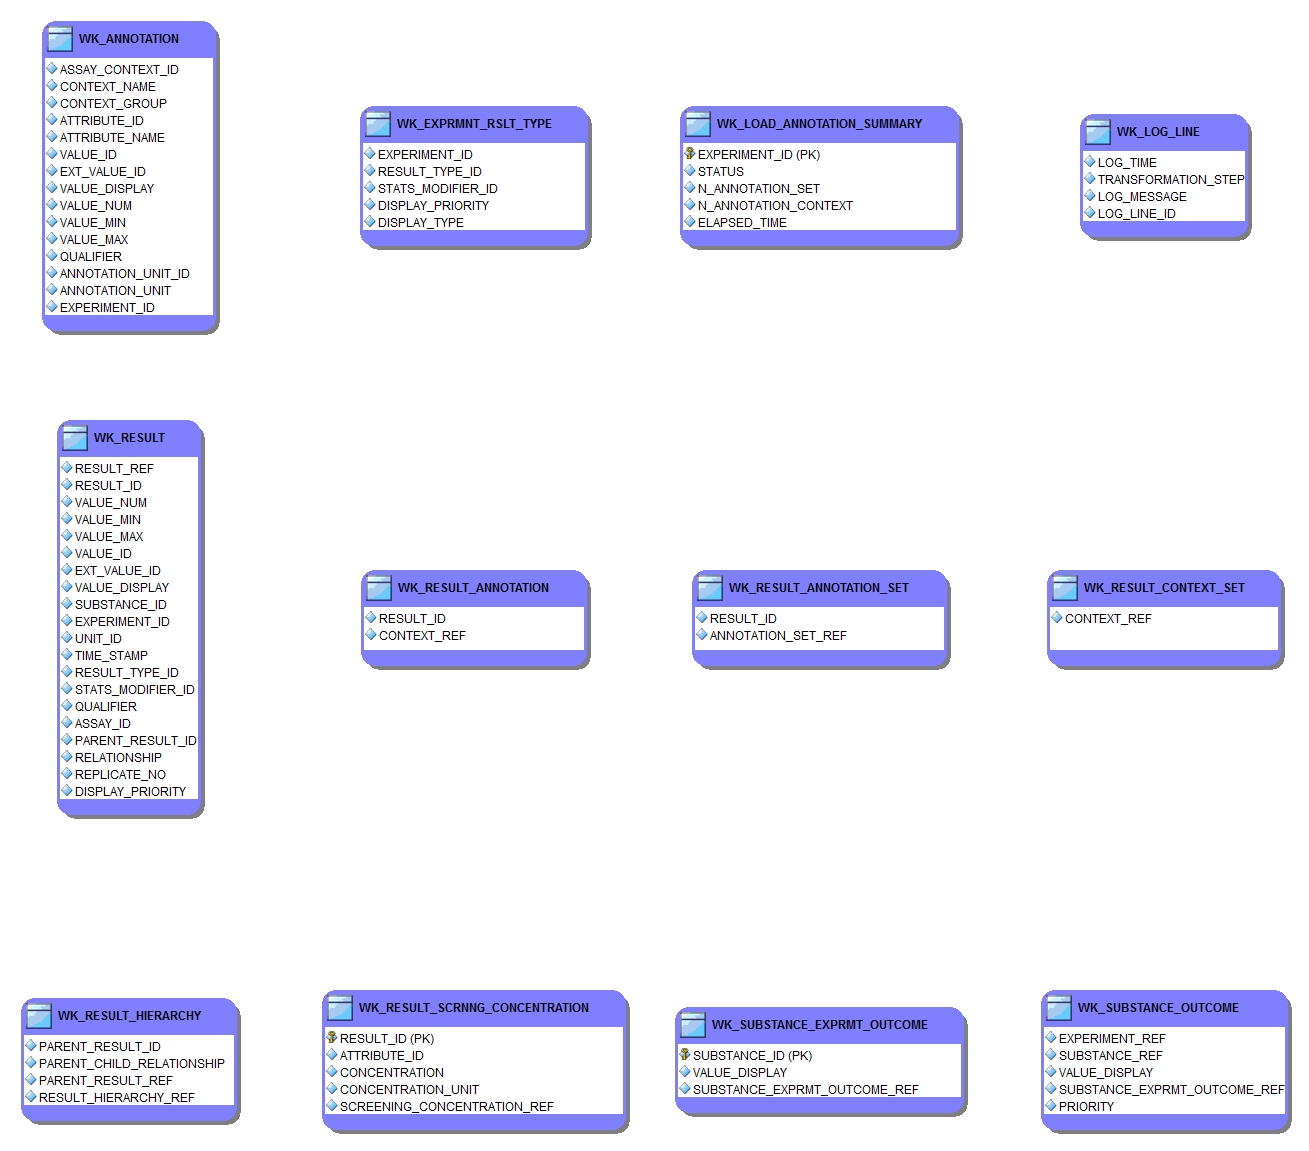 WK_ANNOTATION
ASSAY_CONTEXT_ID
CONTEXT_NAME
CONTEXT_GROUP
ATTRIBUTE_ID
ATTRIBUTE_NAME
VALUE_ID
EXT_VALUE_ID
VALUE_DISPLAY
VALUE_NUM
VALUE_MIN
VALUE_MAX
QUALIFIER
ANNOTATION_UNIT_ID
ANNOTATION_UNIT
EXPERIMENT_ID
WK_EXPRMNT_RSLT_TYPE
EXPERIMENT_ID
RESULT_TYPE_ID
STATS_MODIFIER_ID
DISPLAY_PRIORITY
DISPLAY_TYPE
WK_LOAD_ANNOTATION_SUMMARY
EXPERIMENT_ID (PK)
STATUS
N_ANNOTATION_SET
N_ANNOTATION_CONTEXT
ELAPSED_TIME
WK_LOG_LINE
LOG_TIME
TRANSFORMATION_STEP
LOG_MESSAGE
LOG_LINE_ID
WK_RESULT
RESULT_REF
RESULT_ID
VALUE_NUM
VALUE_MIN
VALUE_MAX
VALUE_ID
EXT_VALUE_ID
VALUE_DISPLAY
SUBSTANCE_ID
EXPERIMENT_ID
UNIT_ID
TIME_STAMP
RESULT_TYPE_ID
STATS_MODIFIER_ID
QUALIFIER
ASSAY_ID
PARENT_RESULT_ID
RELATIONSHIP
REPLICATE_NO
DISPLAY_PRIORITY
WK_RESULT_ANNOTATION
RESULT_ID
CONTEXT_REF
WK_RESULT_ANNOTATION_SET
RESULT_ID
ANNOTATION_SET_REF
WK_RESULT_CONTEXT_SET
CONTEXT_REF
WK_RESULT_HIERARCHY
PARENT_RESULT_ID
PARENT_CHILD_RELATIONSHIP
PARENT_RESULT_REF
RESULT_HIERARCHY_REF
WK_RESULT_SCRNNG_CONCENTRATION
RESULT_ID (PK)
ATTRIBUTE_ID
CONCENTRATION
CONCENTRATION_UNIT
SCREENING_CONCENTRATION_REF
WK_SUBSTANCE_EXPRMT_OUTCOME
SUBSTANCE_ID (PK)
VALUE_DISPLAY
SUBSTANCE_EXPRMT_OUTCOME_REF
WK_SUBSTANCE_OUTCOME
EXPERIMENT_REF
SUBSTANCE_REF
VALUE_DISPLAY
SUBSTANCE_EXPRMT_OUTCOME_REF
PRIORITY